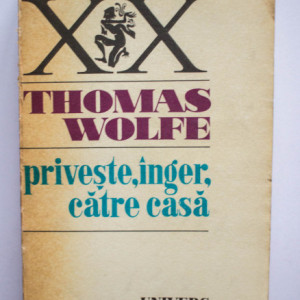 XX
THOMAS
WOLFE
privește, înger,
către casă